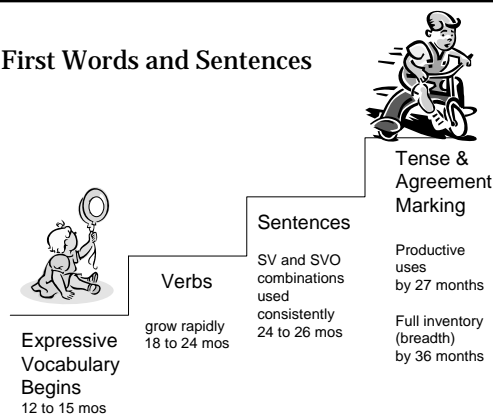 First Words and Sentences
Expressive
Vocabulary
Begins
12 to 15 mos
Verbs
grow rapidly
18 to 24 mos
Sentences
SV and SVO
combinations
used
consistently
24 to 26 mos
Tense &
Agreement
Marking
Productive
uses
by 27 months
Full inventory
(breadth)
by 36 months